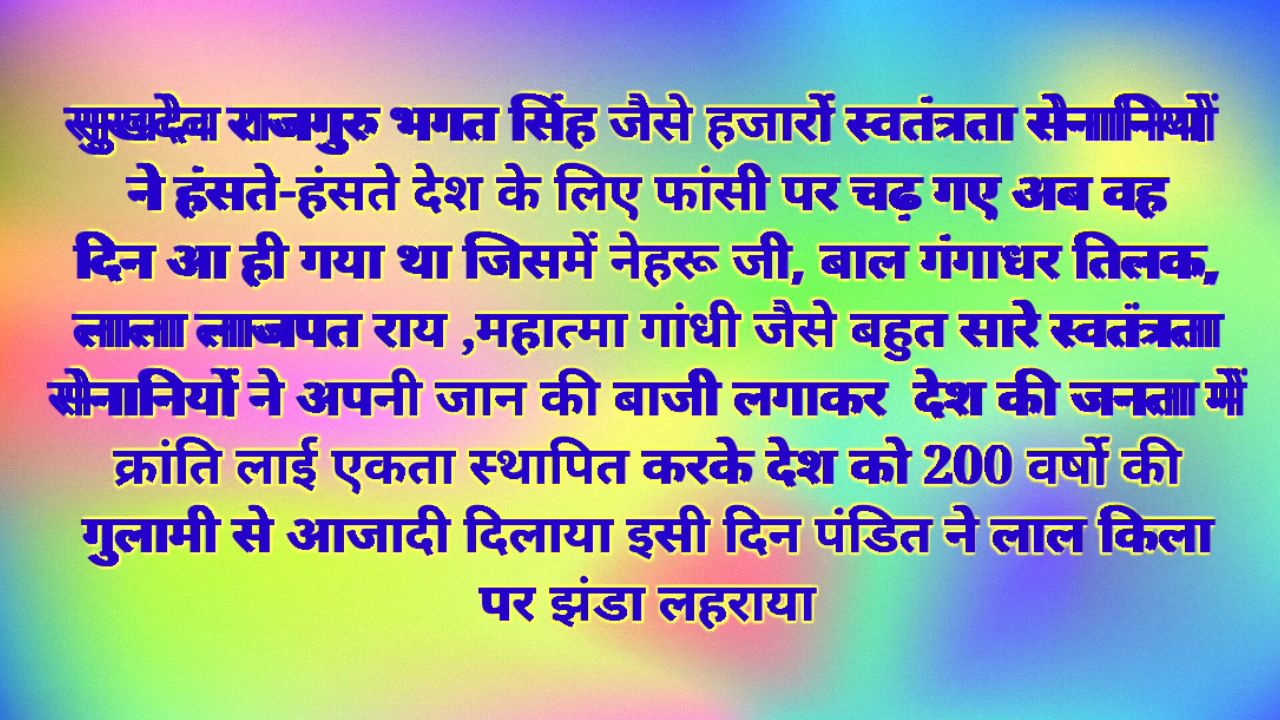 सुखदेव राजगुरु भगत सिंह जैसे हजारों स्वतंत्रता सेनानियों
ने हंसते-हंसते देश के लिए फांसी पर चढ़ गए अब वह
दिन आ ही गया था जिसमें नेहरू जी, बाल गंगाधर तिलक,
लाला लाजपत राय ,महात्मा गांधी जैसे बहुत सारे स्वतंत्रता
सेनानियों ने अपनी जान की बाजी लगाकर  देश की जनता में
क्रांति लाई एकता स्थापित करके देश को 200 वर्षो की
गुलामी से आजादी दिलाया इसी दिन पंडित ने लाल किला
पर झंडा लहराया